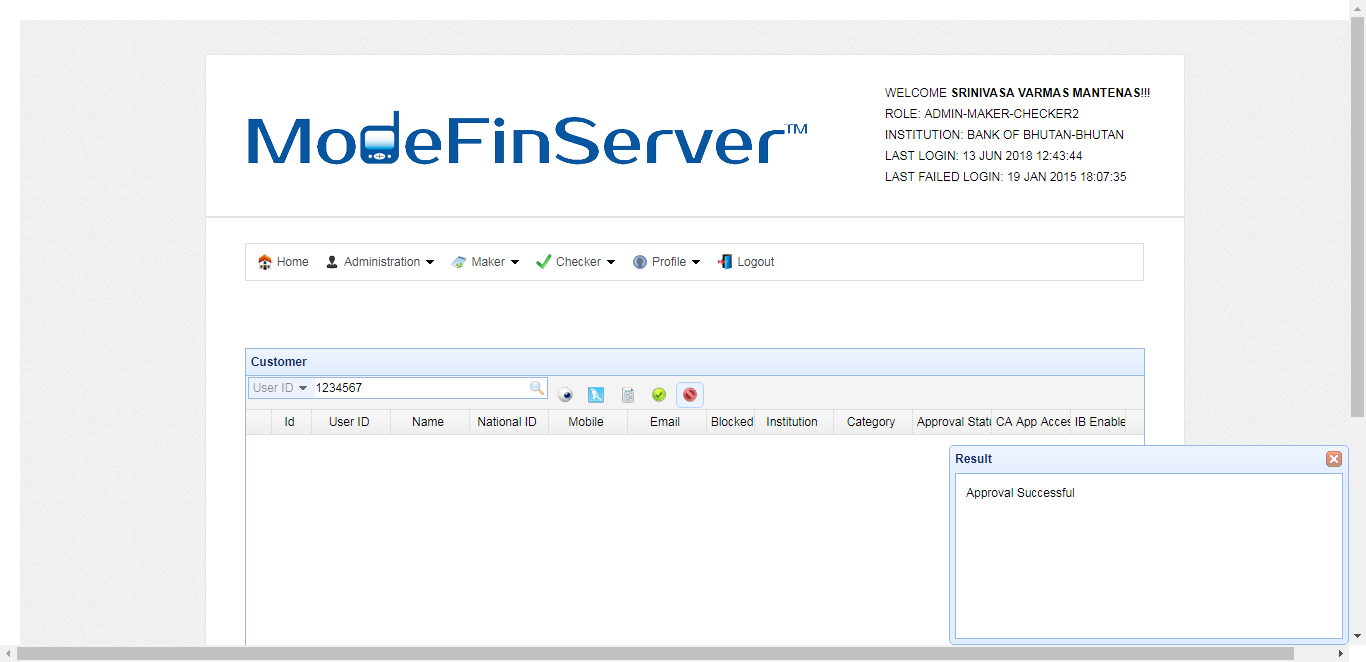 WELCOME SRINIVASA VARMAS MANTENAS!!!
ROLE: ADMIN-MAKER-CHECKER2
INSTITUTION: BANK OF BHUTAN-BHUTAN
LAST LOGIN: 13 JUN 2018 12:43:44
LAST FAILED LOGIN: 19 JAN 2015 18:07:35
ModeFinServer™
Home Administration Maker Checker Profile Logout
Customer
User ID 1234567
Id User ID Name National ID Mobile Email Blocked Institution Category Approval Stat CA App Acces IB Enable
Result
Approval Successful